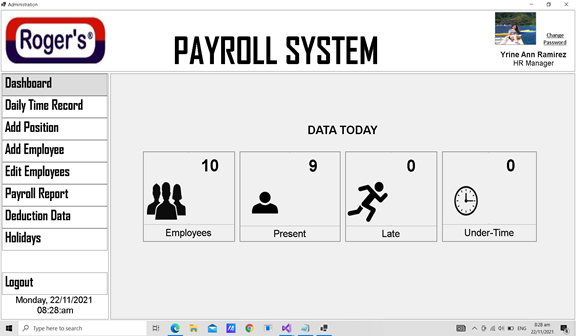 Administration
Roger's®
PAYROLL SYSTEM
Change
Password
Yrine Ann Ramirez
HR Manager
Dashboard
Daily Time Record
Add Position
Add Employee
Edit Employees
Payroll Report
Deduction Data
Holidays
Logout
Monday, 22/11/2021
08:28:am
DATA TODAY
10
Employees
9
Present
0
Late
0
Under-Time
Type here to search
ENG
8:28 am
22/11/2021